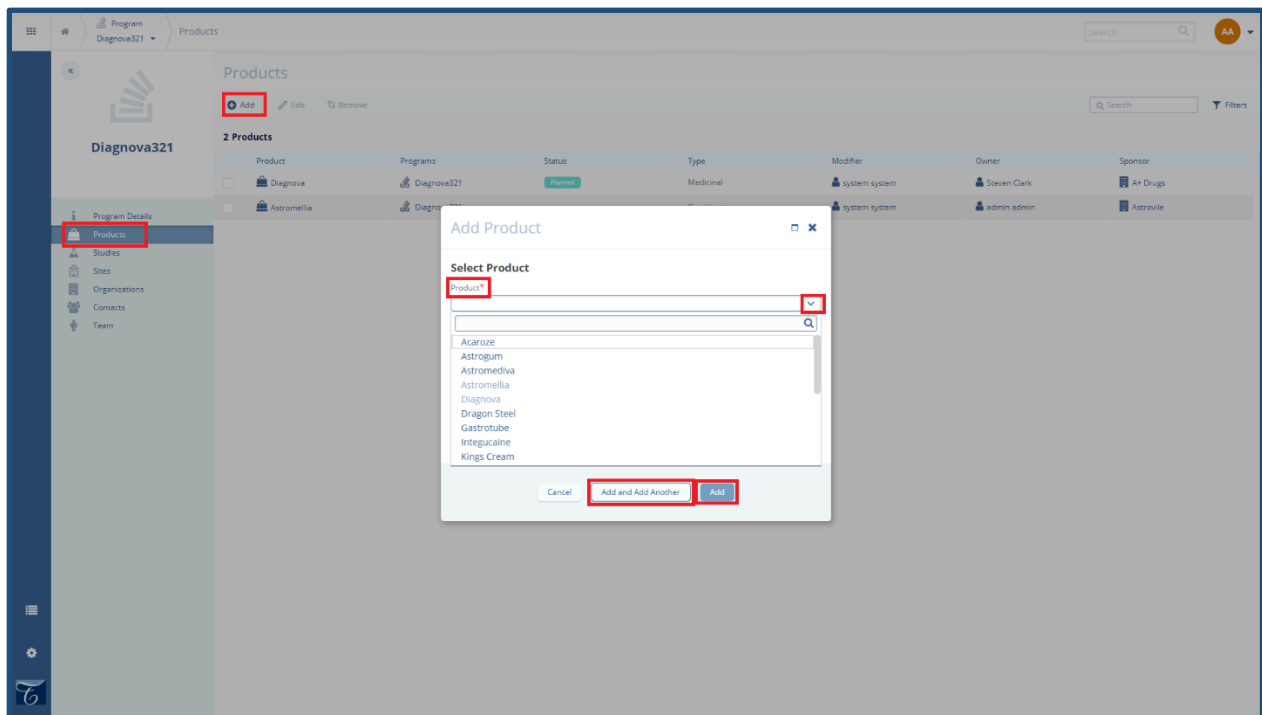 Program
Diagnova321
Products
Search
AA
Products
Add Edit Remove
Search
Filters
Diagnova321
2 Products
Product Programs Status Type Modifier Owner Sponsor
Diagnova Diagnova321 Planned Medicinal system system Steven Clark A+ Drugs
Astromellia system system admin admin Astrovile
Program Details
Products
Studies
Sites
Organizations
Contacts
Team
Add Product
Select Product
Product*
Acaroze
Astrogum
Astromediva
Astromellia
Diagnova
Dragon Steel
Gastrotube
Integucaine
Kings Cream
Cancel Add and Add Another Add